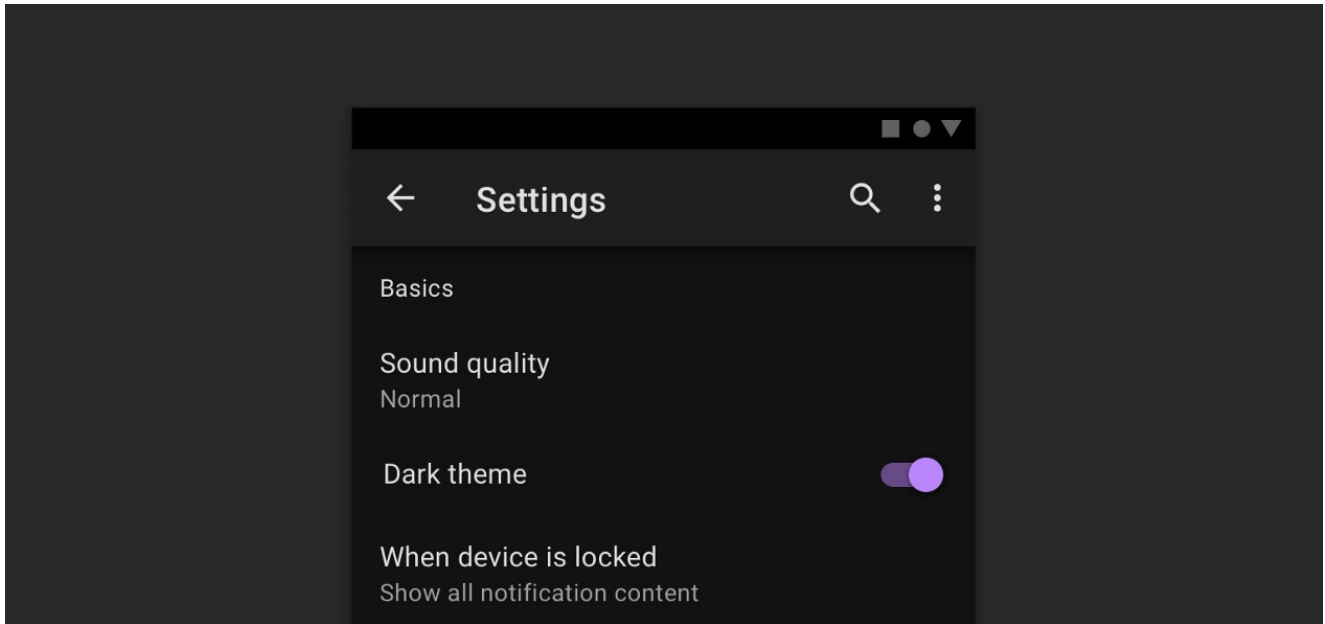 Settings
Basics
Sound quality
Normal
Dark theme
When device is locked
Show all notification content